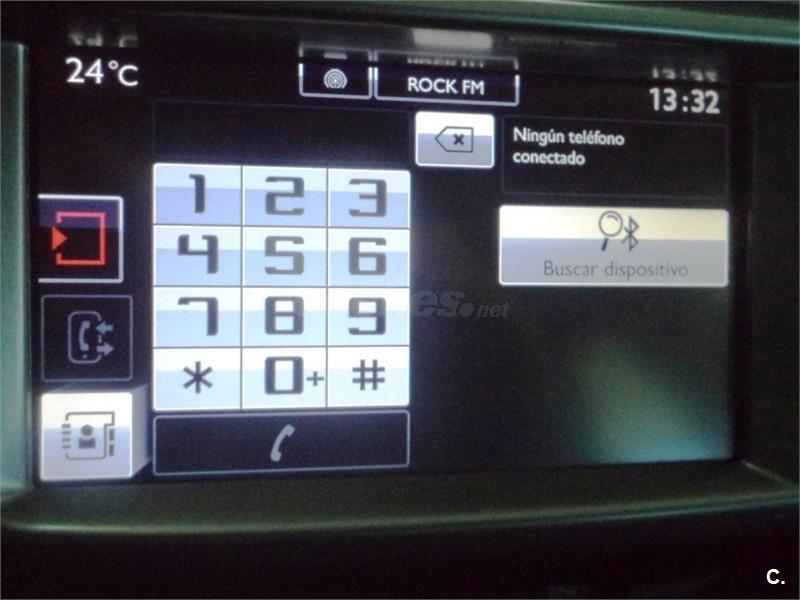 24°C
ROCK FM
13:32
Ningún teléfono
conectado
1 2 3
Buscar dispositivo
4 5 6
7 8 9
* 0+ #
.net
C.